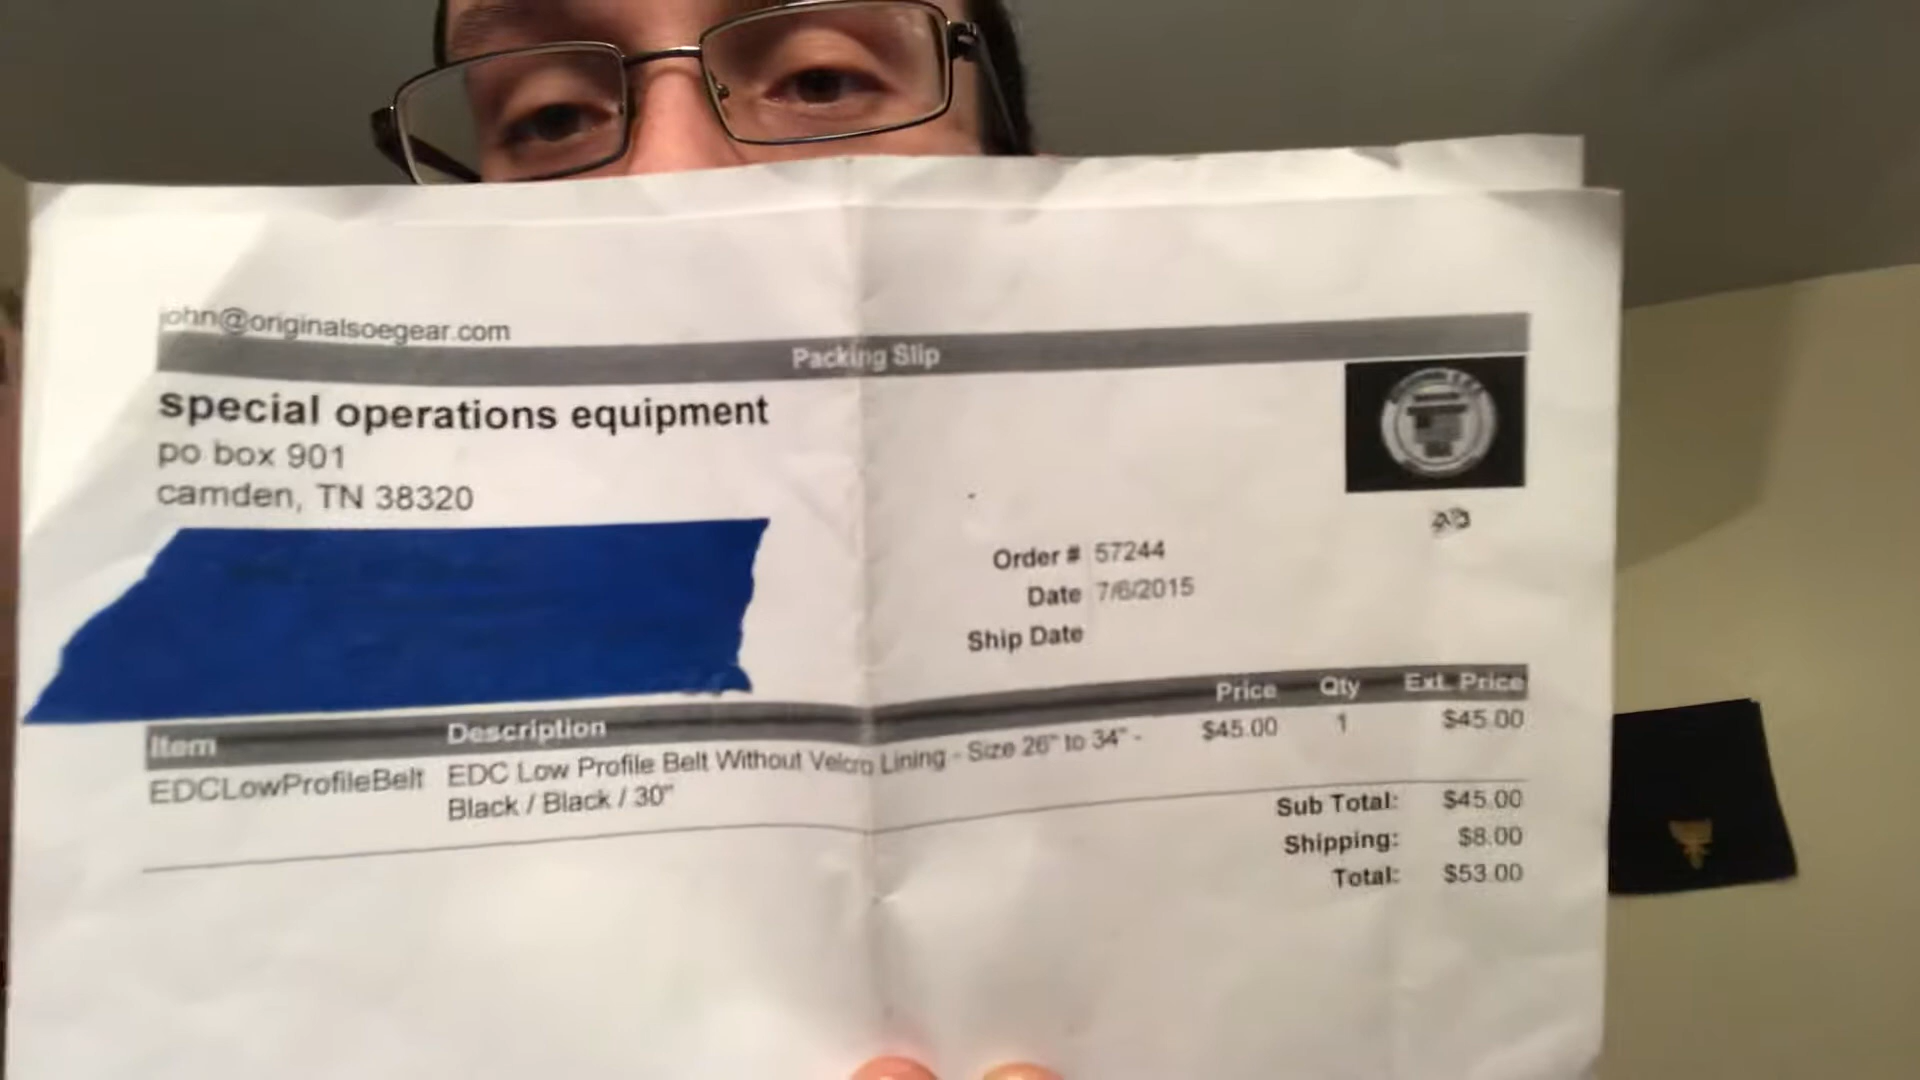 john@originalsoegear.com
Packing Slip
special operations equipment
po box 901
camden, TN 38320
Order # 57244
Date 7/6/2015
Ship Date
Item Description Price Qty Ext. Price
EDCLowProfileBelt EDC Low Profile Belt Without Velcro Lining - Size 26" to 34" - $45.00 1 $45.00
Black / Black / 30"
Sub Total: $45.00
Shipping: $8.00
Total: $53.00